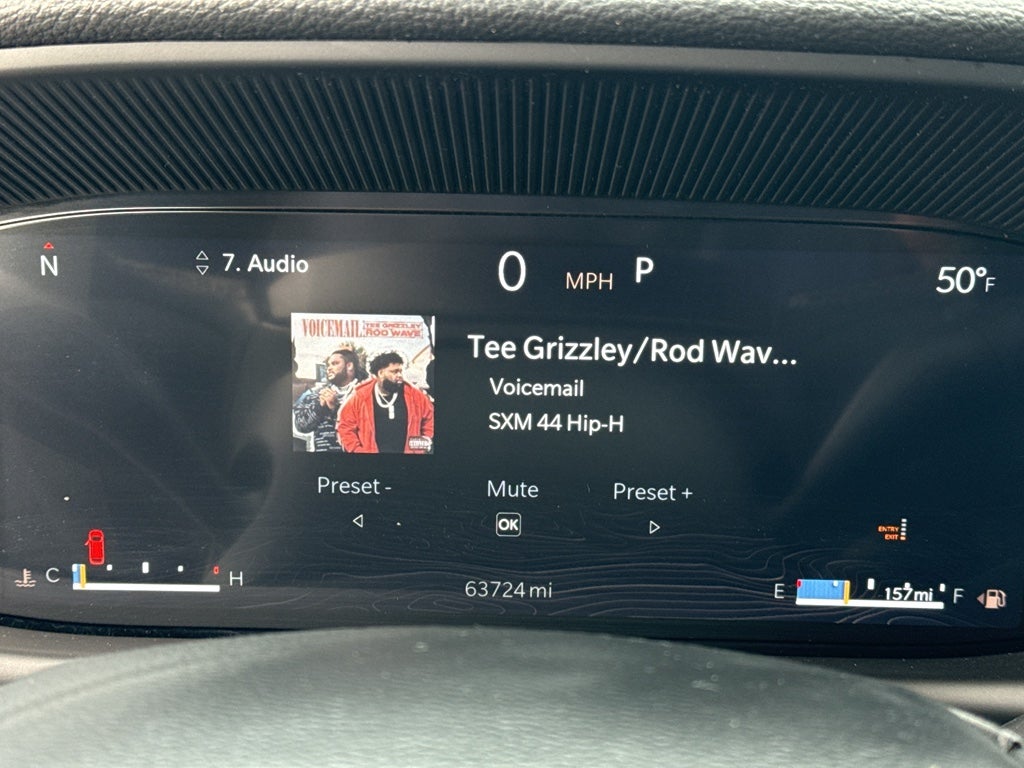 N
7. Audio
0 MPH P
50°F
VOICEMAIL TEE GRIZZLEY
ROD WAVE
Tee Grizzley/Rod Wav...
Voicemail
SXM 44 Hip-H
Preset -
Mute
Preset +
OK
ENTRY
EXIT
C
H
63724 mi
E
157mi
F